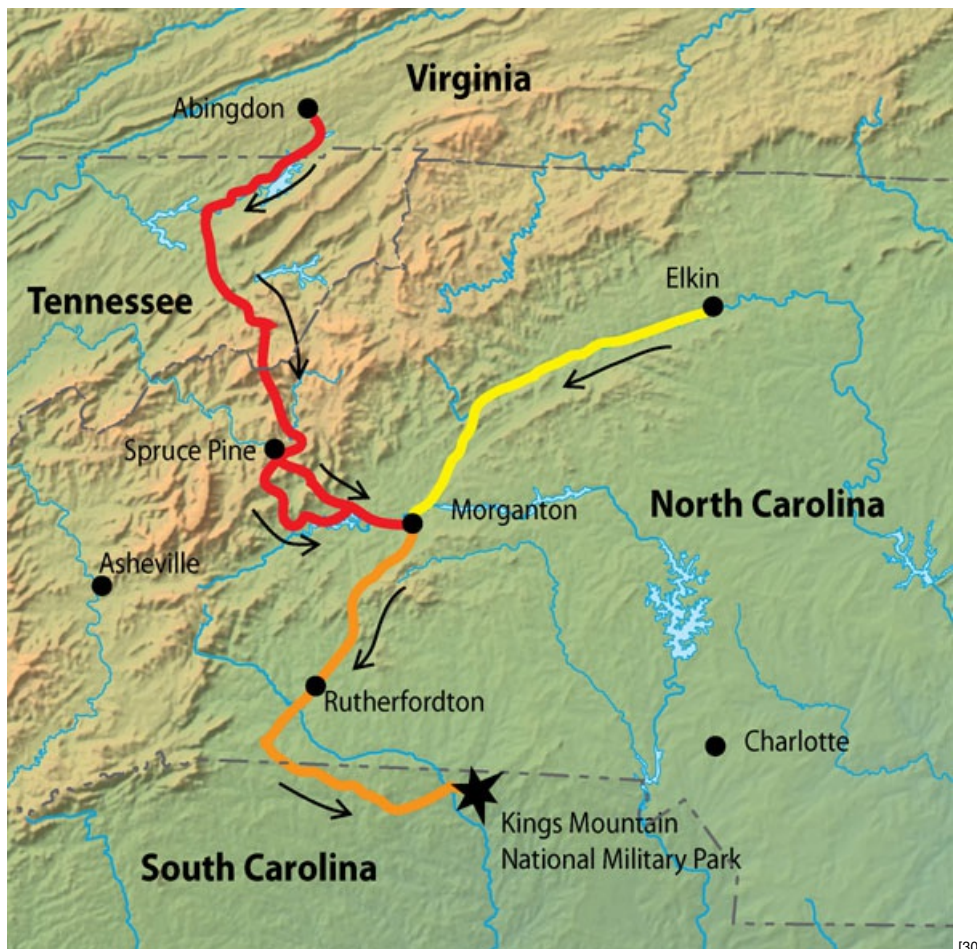 Virginia
Abingdon
Elkin
Tennessee
Spruce Pine
Morganton
North Carolina
Asheville
Rutherfordton
Charlotte
Kings Mountain
National Military Park
South Carolina